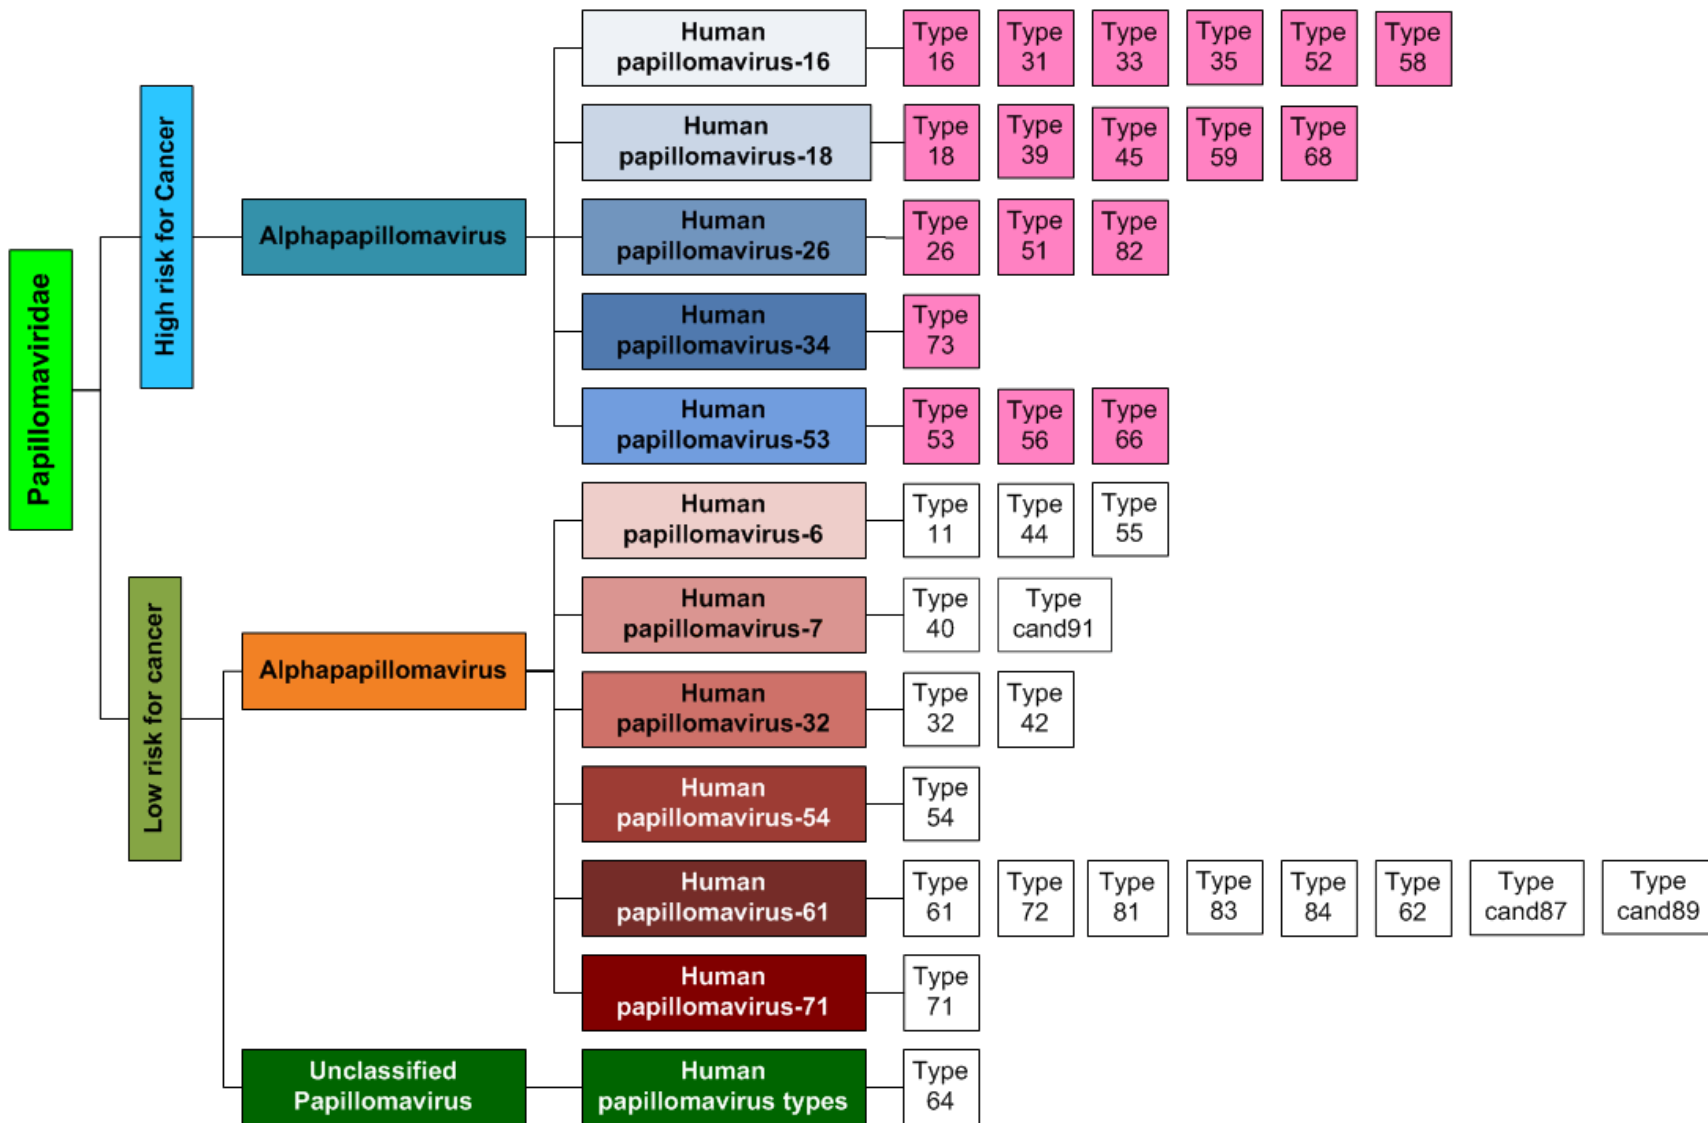 Papillomaviridae
High risk for Cancer
Alphapapillomavirus
Human
papillomavirus-16
Type
16
Type
31
Type
33
Type
35
Type
52
Type
58
Human
papillomavirus-18
Type
18
Type
39
Type
45
Type
59
Type
68
Human
papillomavirus-26
Type
26
Type
51
Type
82
Human
papillomavirus-34
Type
73
Human
papillomavirus-53
Type
53
Type
56
Type
66
Low risk for cancer
Alphapapillomavirus
Human
papillomavirus-6
Type
11
Type
44
Type
55
Human
papillomavirus-7
Type
40
Type
cand91
Human
papillomavirus-32
Type
32
Type
42
Human
papillomavirus-54
Type
54
Human
papillomavirus-61
Type
61
Type
72
Type
81
Type
83
Type
84
Type
62
Type
cand87
Type
cand89
Human
papillomavirus-71
Type
71
Unclassified
Papillomavirus
Human
papillomavirus types
Type
64